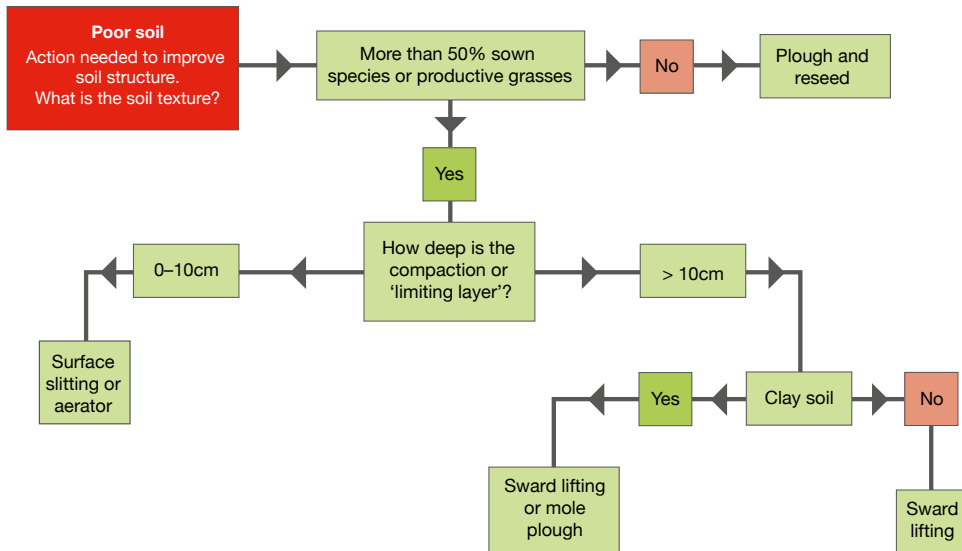 Poor soil
Action needed to improve
soil structure.
What is the soil texture?
More than 50% sown
species or productive grasses
No
Plough and
reseed
Yes
How deep is the
compaction or
‘limiting layer’?
0–10cm
> 10cm
Surface
slitting or
aerator
Yes
Clay soil
No
Sward lifting
or mole
plough
Sward
lifting